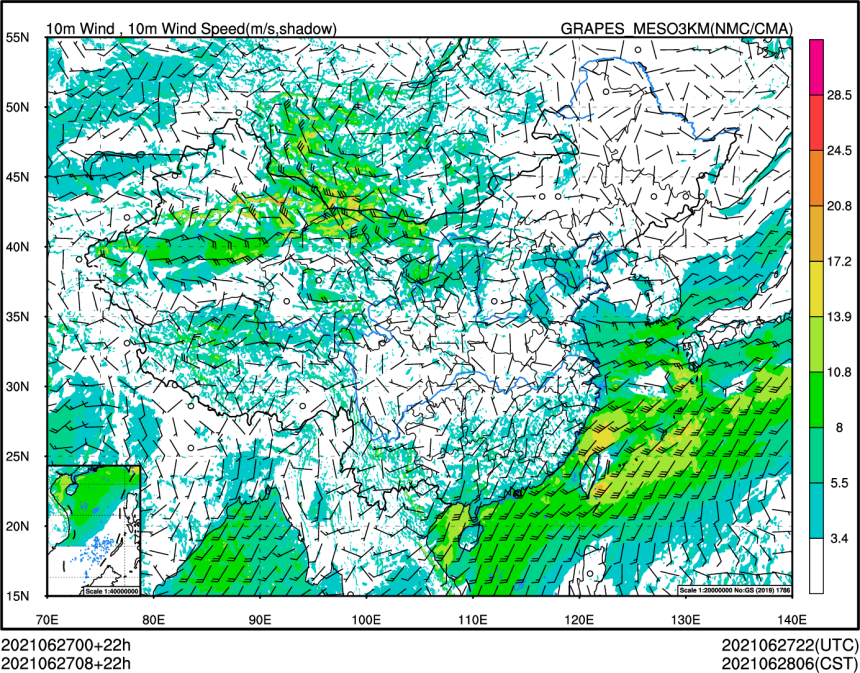 10m Wind , 10m Wind Speed(m/s,shadow) GRAPES_MESO3KM(NMC/CMA)
55N
50N
45N
40N
35N
30N
25N
20N
15N
28.5
24.5
20.8
17.2
13.9
10.8
8
5.5
3.4
Scale 1:40000000
Scale 1:20000000 No:GS (2019) 1786
70E 80E 90E 100E 110E 120E 130E 140E
2021062700+22h 2021062722(UTC)
2021062708+22h 2021062806(CST)